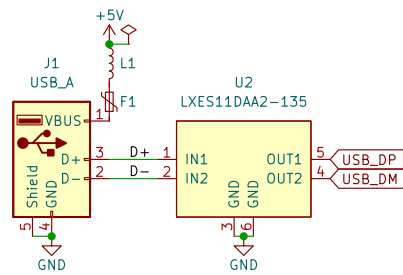 +5V
L1
J1
USB_A
F1
U2
LXES11DAA2-135
VBUS 1
D+ 3 D+ 1 IN1 OUT1 5 USB_DP
D- 2 D- 2 IN2 OUT2 4 USB_DM
Shield GND GND GND
5 4 3 6
GND GND